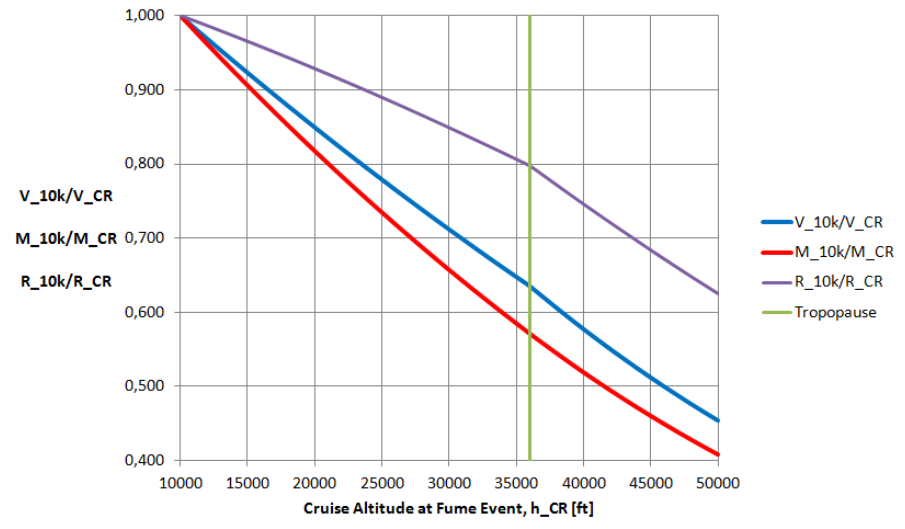 1,000
0,900
0,800
0,700
0,600
0,500
0,400
V_10k/V_CR
M_10k/M_CR
R_10k/R_CR
10000 15000 20000 25000 30000 35000 40000 45000 50000
Cruise Altitude at Fume Event, h_CR [ft]
V_10k/V_CR
M_10k/M_CR
R_10k/R_CR
Tropopause